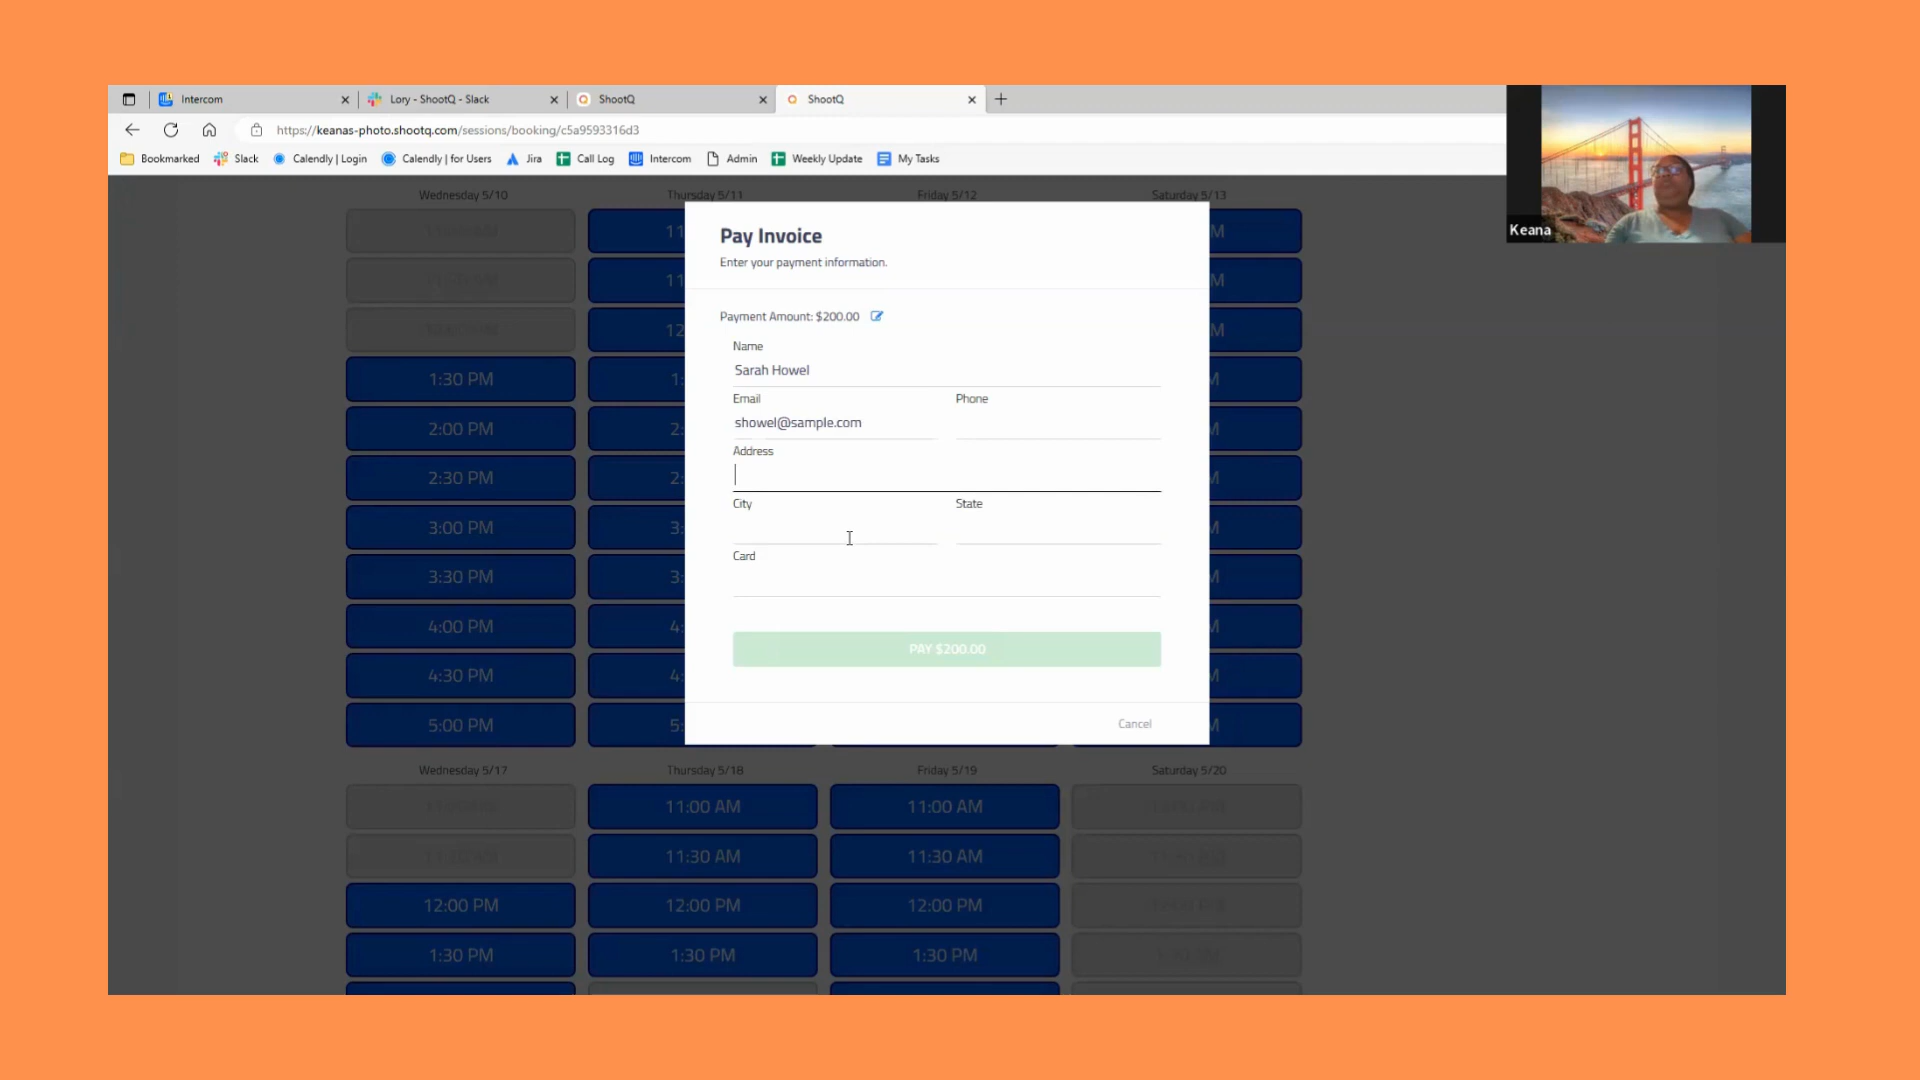 Intercom
Lory - ShootQ - Slack
ShootQ
ShootQ
https://keanas-photo.shootq.com/sessions/booking/c5a9593316d3
Bookmarked
Slack
Calendly | Login
Calendly | for Users
Jira
Call Log
Intercom
Admin
Weekly Update
My Tasks
Keana
Wednesday 5/10
Thursday 5/11
Friday 5/12
Saturday 5/13
Pay Invoice
Enter your payment information.
Payment Amount: $200.00
Name
Sarah Howel
Email
Phone
showel@sample.com
Address
City
State
Card
PAY $200.00
Cancel
1:30 PM
2:00 PM
2:30 PM
3:00 PM
3:30 PM
4:00 PM
4:30 PM
5:00 PM
Wednesday 5/17
Thursday 5/18
Friday 5/19
Saturday 5/20
11:00 AM
11:00 AM
11:30 AM
11:30 AM
12:00 PM
12:00 PM
12:00 PM
1:30 PM
1:30 PM
1:30 PM